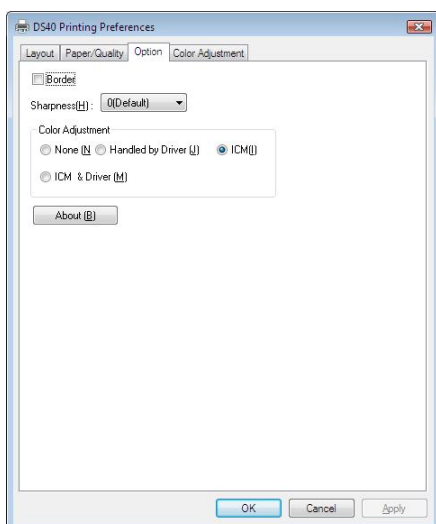 DS40 Printing Preferences
Layout Paper/Quality Option Color Adjustment
Border
Sharpness(H) : 0(Default)
Color Adjustment
None (N Handled by Driver (J) ICM(I)
ICM & Driver (M)
About (B)
OK Cancel Apply